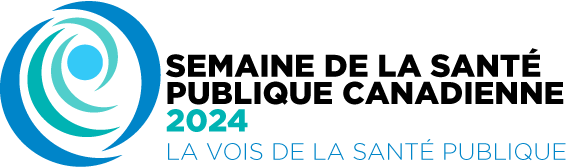 SEMAINE DE LA SANTÉ
PUBLIQUE CANADIENNE
2024
LA VOIS DE LA SANTÉ PUBLIQUE